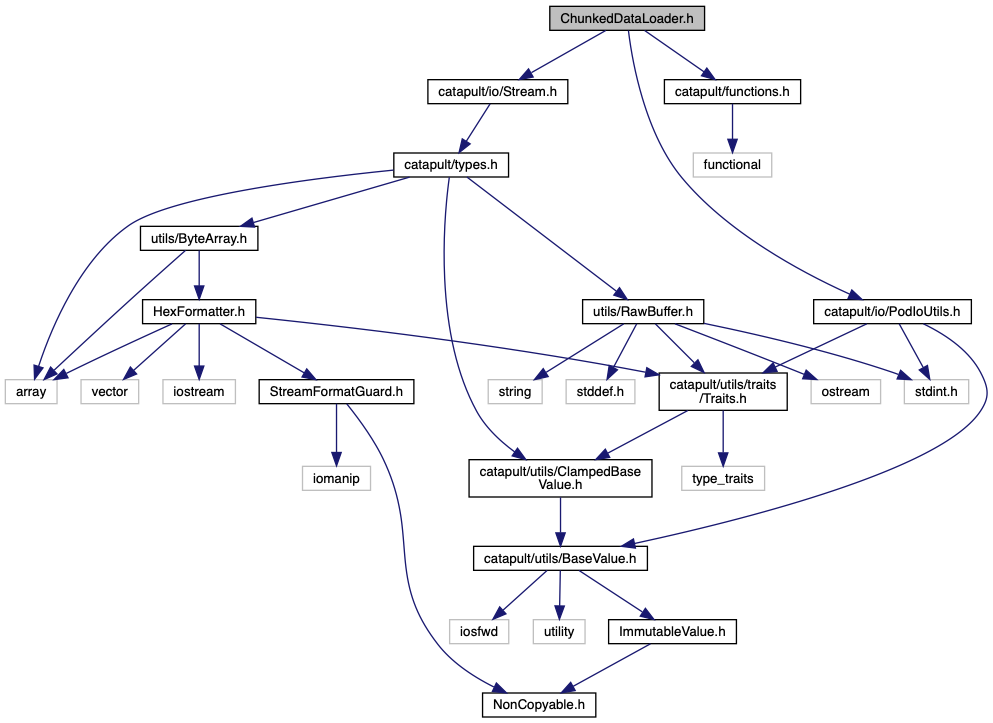 ChunkedDataLoader.h
catapult/io/Stream.h
catapult/functions.h
catapult/types.h
functional
utils/ByteArray.h
HexFormatter.h
utils/RawBuffer.h
catapult/io/PodIoUtils.h
array
vector
iostream
StreamFormatGuard.h
string
stddef.h
catapult/utils/traits
/Traits.h
ostream
stdint.h
iomanip
catapult/utils/ClampedBase
Value.h
type_traits
catapult/utils/BaseValue.h
iosfwd
utility
ImmutableValue.h
NonCopyable.h